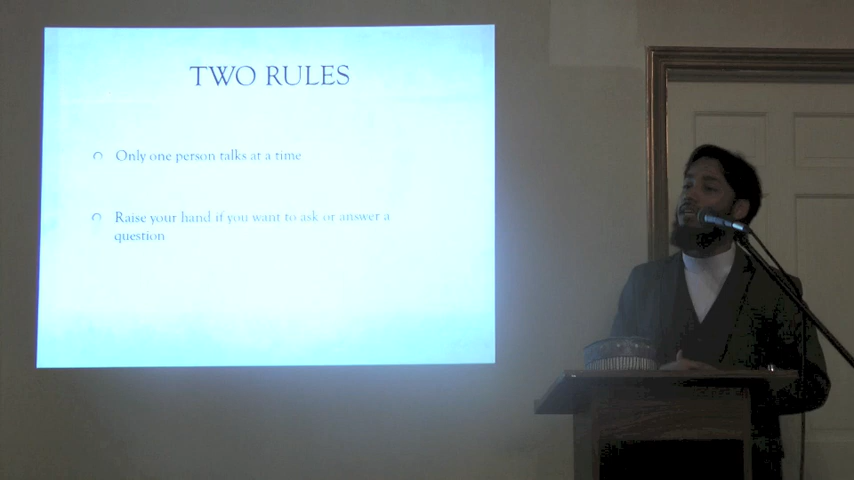 TWO RULES
Only one person talks at a time
Raise your hand if you want to ask or answer a
question